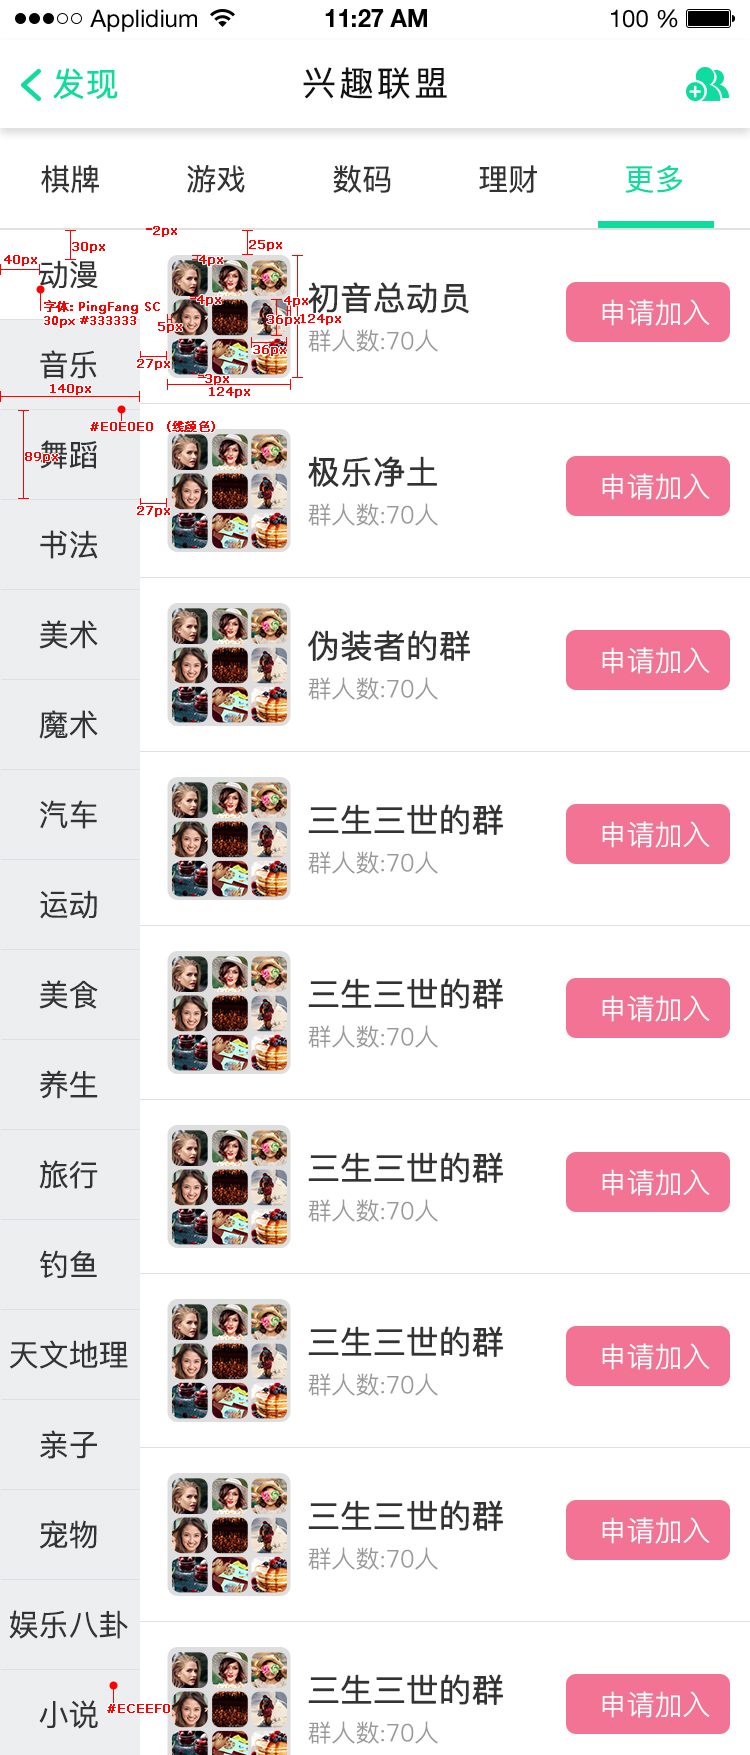 Applidium 11:27 AM 100 %
发现 兴趣联盟
棋牌 游戏 数码 理财 更多
-2px
30px 25px
40px 4px
动漫
初音总动员
4px 4px
字体: PingFang SC
30px #333333
5px 36px 124px
申请加入
群人数:70人
36px
音乐
27px
3px
140px 124px
#E0E0E0 (线颜色)
舞蹈
89px
极乐净土
群人数:70人
申请加入
27px
书法
美术
伪装者的群
群人数:70人
申请加入
魔术
汽车
三生三世的群
群人数:70人
申请加入
运动
美食
三生三世的群
群人数:70人
申请加入
养生
旅行
三生三世的群
群人数:70人
申请加入
钓鱼
天文地理
三生三世的群
群人数:70人
申请加入
亲子
宠物
三生三世的群
群人数:70人
申请加入
娱乐八卦
小说
#ECEEF0
三生三世的群
群人数:70人
申请加入